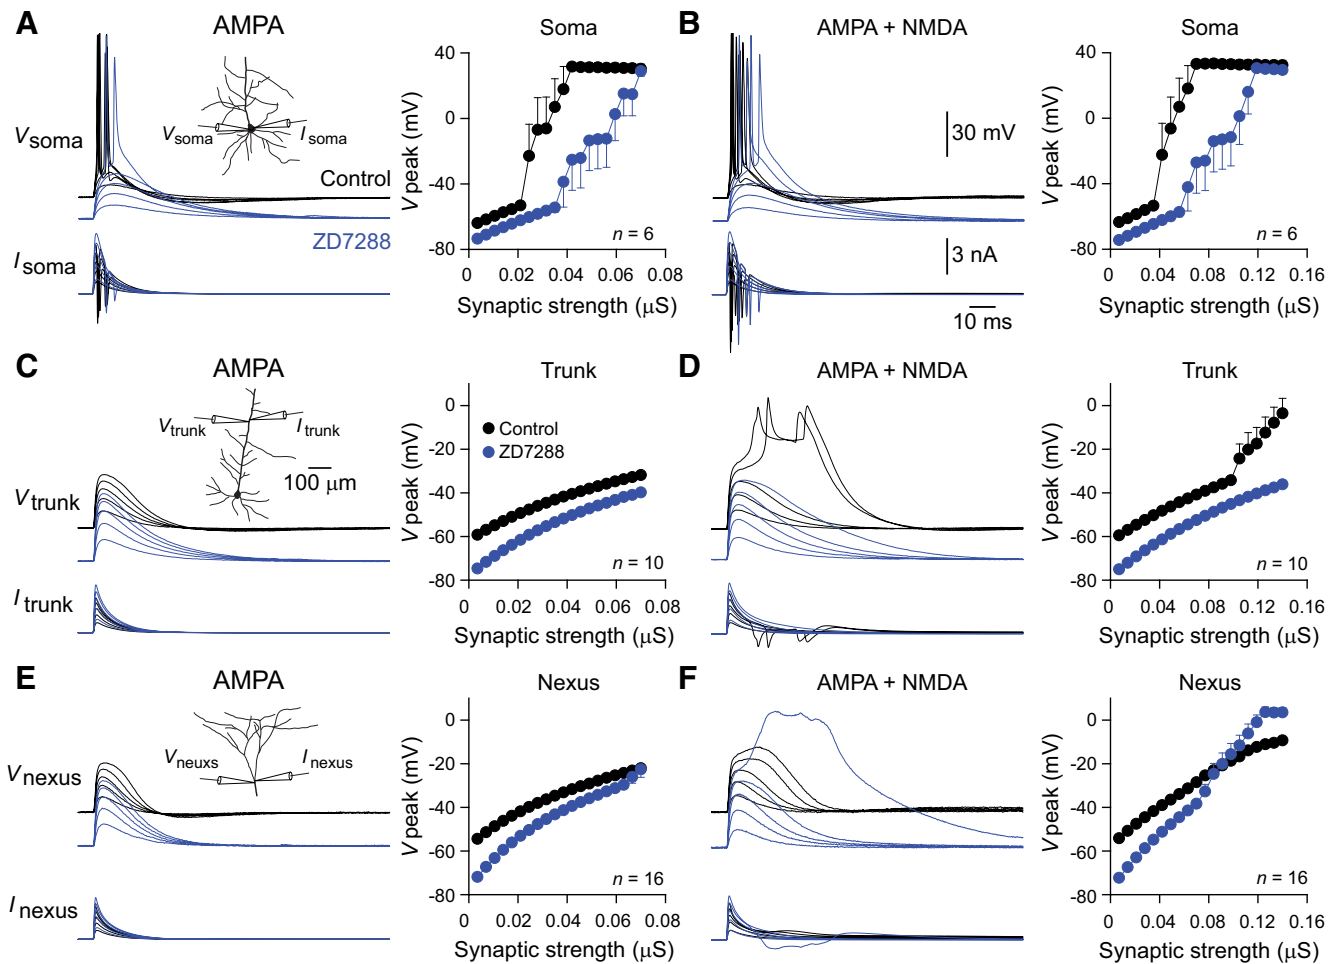 A
AMPA
Soma
B
AMPA + NMDA
Soma
Vsoma
Vsoma
Isoma
Control
ZD7288
Isoma
V peak (mV)
40
0
-40
-80
n = 6
0
0.02
0.04
0.06
0.08
Synaptic strength (μS)
30 mV
3 nA
10 ms
V peak (mV)
40
0
-40
-80
n = 6
0
0.04
0.08
0.12
0.16
Synaptic strength (μS)
C
AMPA
Trunk
D
AMPA + NMDA
Trunk
Vtrunk
Itrunk
100 μm
Vtrunk
Itrunk
V peak (mV)
0
-20
-40
-60
-80
Control
ZD7288
n = 10
0
0.02
0.04
0.06
0.08
Synaptic strength (μS)
V peak (mV)
0
-20
-40
-60
-80
n = 10
0
0.04
0.08
0.12
0.16
Synaptic strength (μS)
E
AMPA
Nexus
F
AMPA + NMDA
Nexus
Vneuxs
Inexus
Vnexus
Inexus
V peak (mV)
0
-20
-40
-60
-80
n = 16
0
0.02
0.04
0.06
0.08
Synaptic strength (μS)
V peak (mV)
0
-20
-40
-60
-80
n = 16
0
0.04
0.08
0.12
0.16
Synaptic strength (μS)